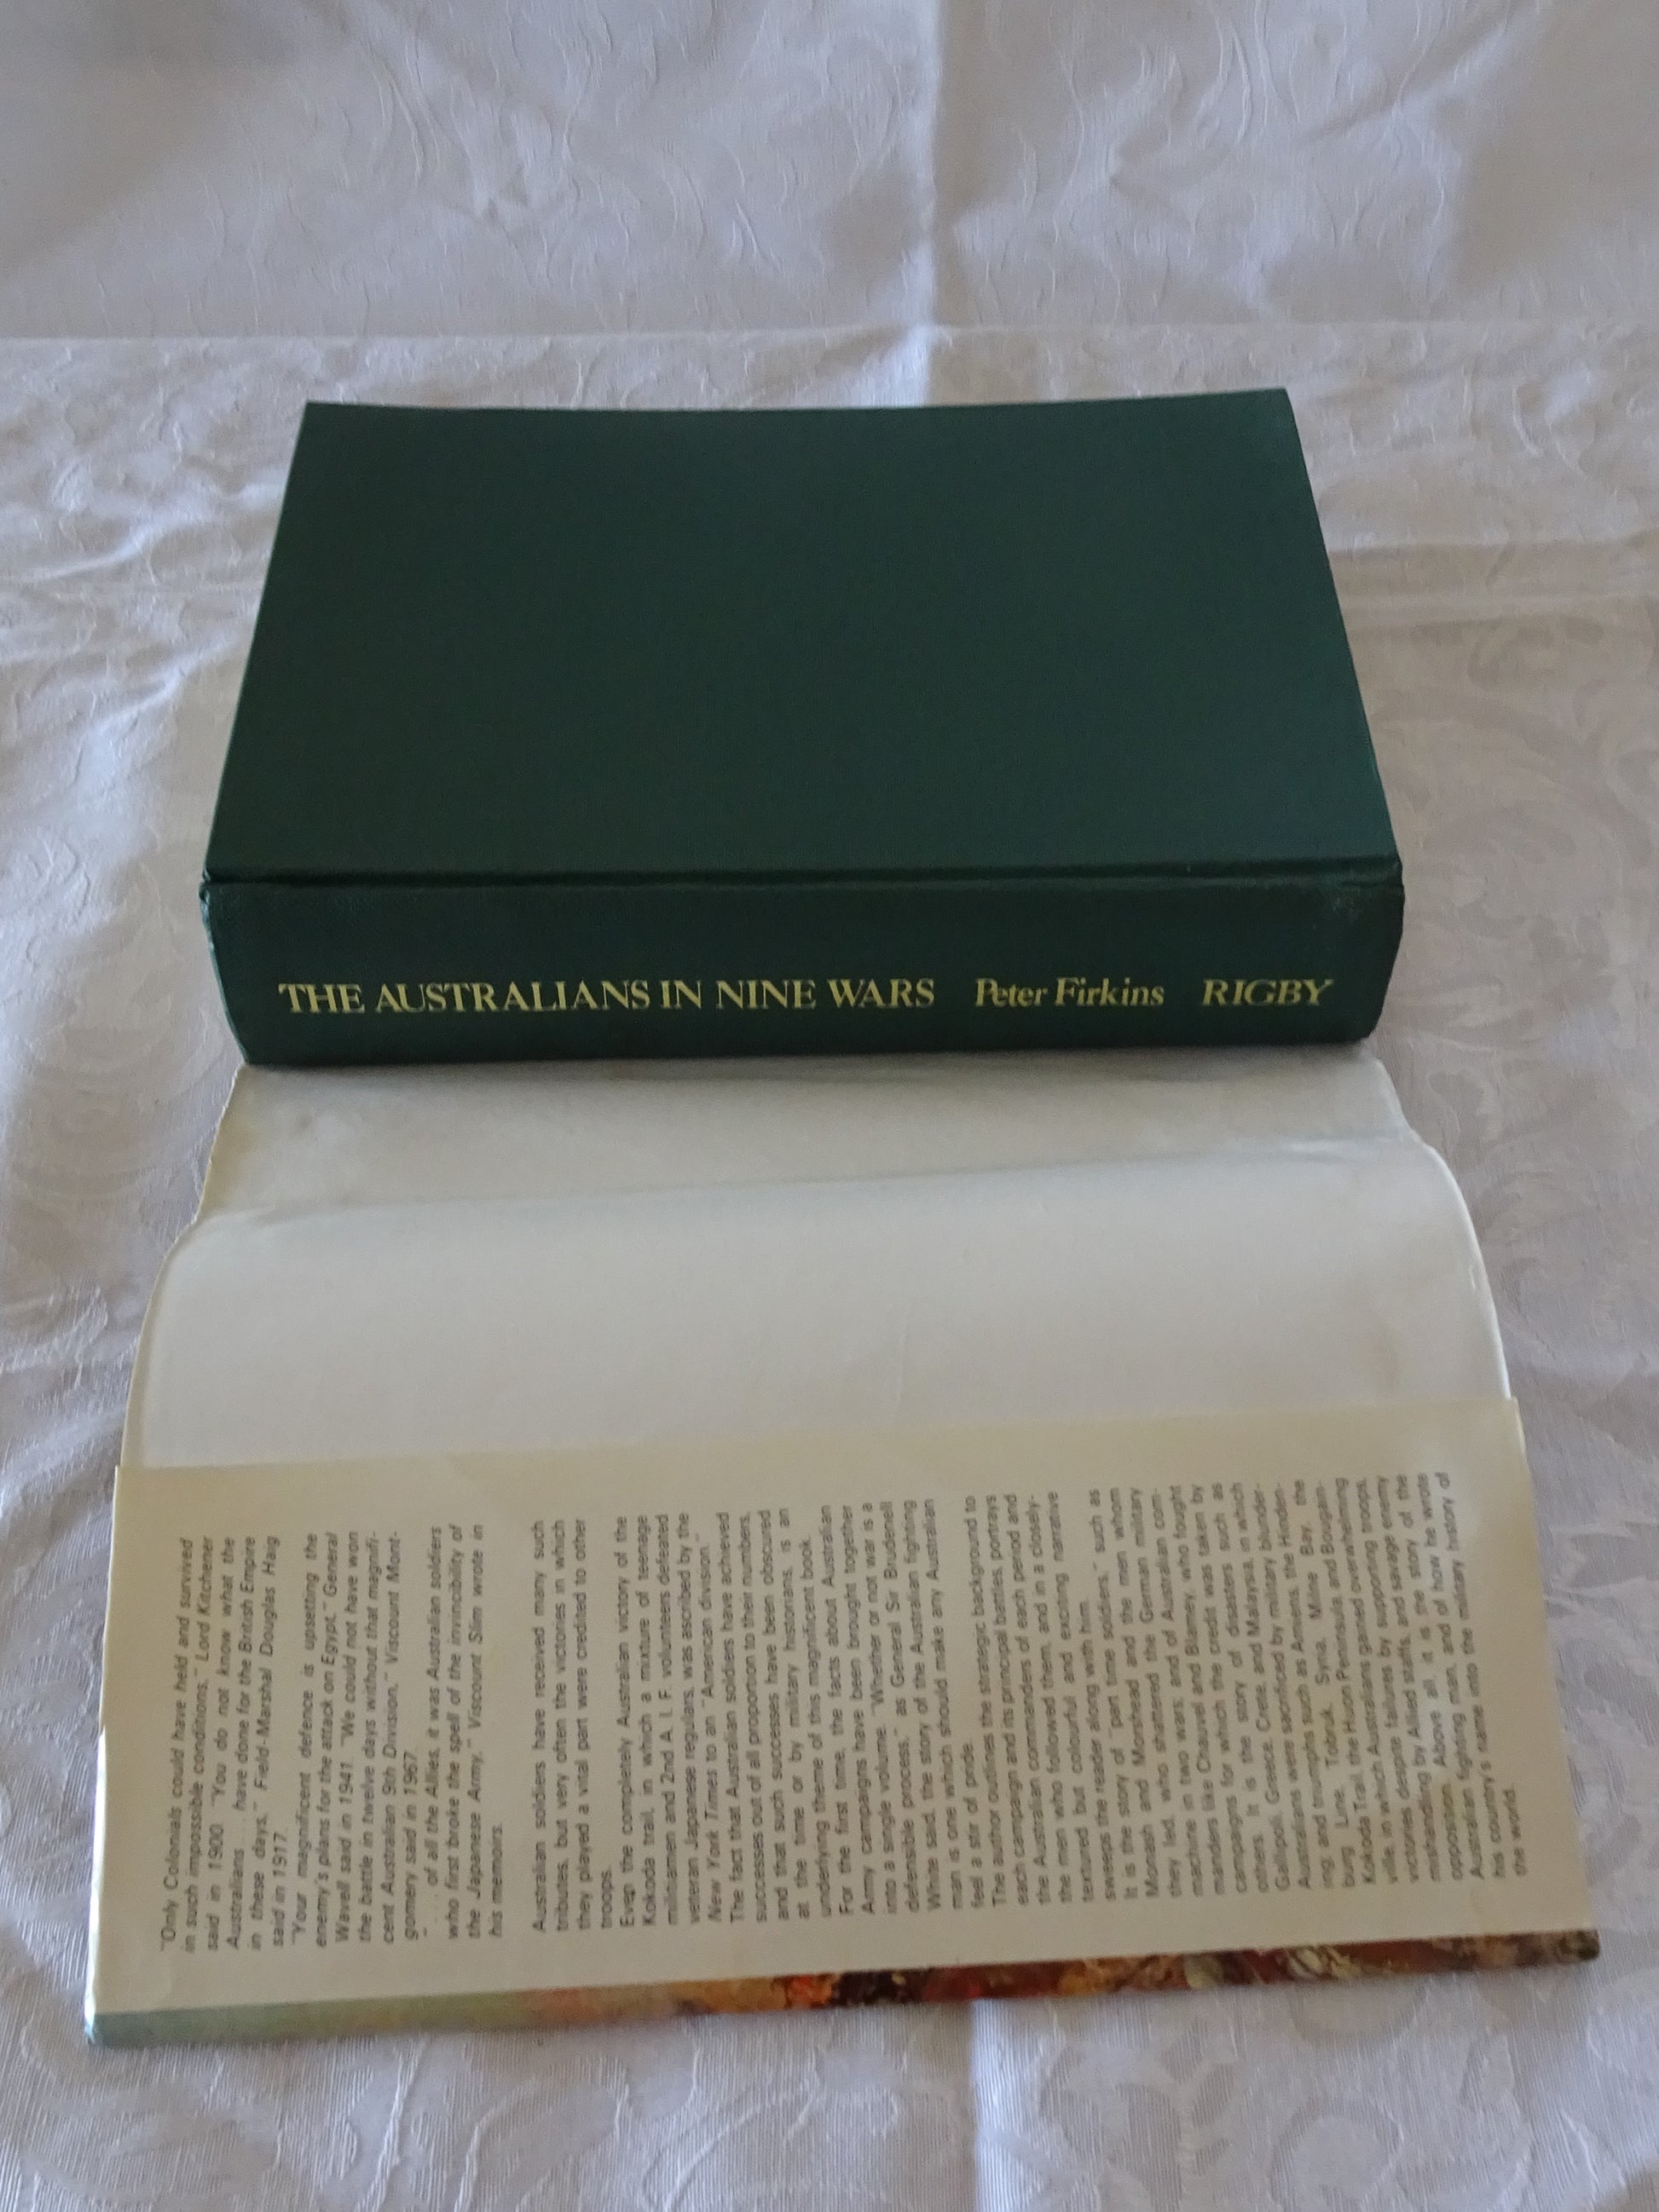 THE AUSTRALIANS IN NINE WARS Peter Firkins RIGBY
"Only Colonials could have held and survived
in such impossible conditions," Lord Kitchener
said in 1900. "You do not know what the
Australians ... have done for the British Empire
in these days," Field-Marshal Douglas Haig
said in 1917.
"Your magnificent defence is upsetting the
enemy's plans for the attack on Egypt," General
Wavell said in 1941. "We could not have won
the battle in twelve days without that magnifi-
cent Australian 9th Division," Viscount Mont-
gomery said in 1967.
"... of all the Allies, it was Australian soldiers
who first broke the spell of the invincibility of
the Japanese Army," Viscount Slim wrote in
his memoirs.
Australian soldiers have received many such
tributes, but very often the victories in which
they played a vital part were credited to other
troops.
Even the completely Australian victory of the
Kokoda trail, in which a mixture of teenage
militiamen and 2nd A.I.F. volunteers defeated
veteran Japanese regulars, was ascribed by the
New York Times to an "American division."
The fact that Australian soldiers have achieved
successes out of all proportion to their numbers,
and that such successes have been obscured
at the time or by military historians, is an
underlying theme of this magnificent book.
For the first time, the facts about Australian
Army campaigns have been brought together
into a single volume. "Whether or not war is a
defensible process," as General Sir Brudenell
White said, the story of the Australian fighting
man is one which should make any Australian
feel a stir of pride.
The author outlines the strategic background to
each campaign and its principal battles, portrays
the Australian commanders of each period and
the men who followed them, and in a closely-
textured but colourful and exciting narrative
sweeps the reader along with him.
It is the story of "part time soldiers," such as
Monash and Morshead and the men whom
they led, who shattered the German military
machine in two wars; and of Australian com-
manders like Chauvel and Blamey, who fought
campaigns for which the credit was taken by
others. It is the story of disasters such as
Gallipoli, Greece, Crete, and Malaysia, in which
Australians were sacrificed by military blunder-
ing; and triumphs such as Amiens, the Hinden-
burg Line, Tobruk, Syria, Milne Bay, the
Kokoda Trail, the Huon Peninsula, and Bougain-
ville, in which Australians gained overwhelming
victories despite failures by supporting troops,
mishandling by Allied staffs, and savage enemy
opposition. Above all, it is the story of the
Australian fighting man, and of how he wrote
his country's name into the military history of
the world.